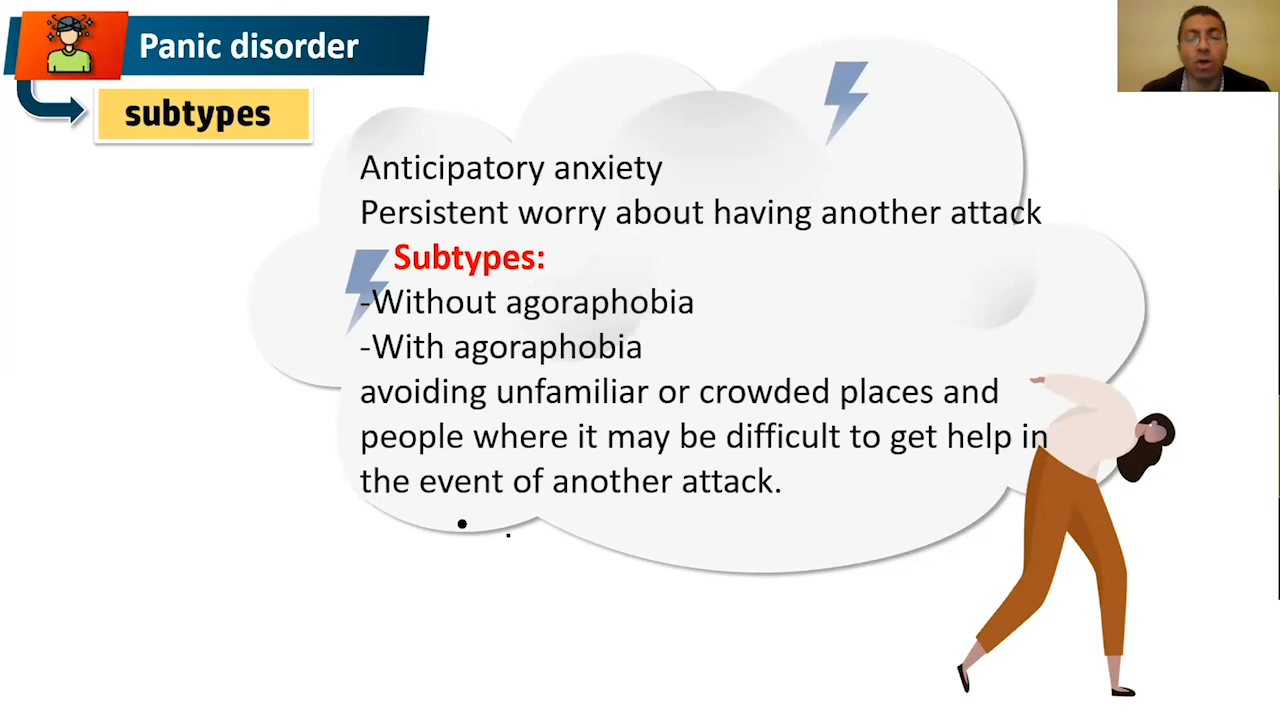 Panic disorder
subtypes
Anticipatory anxiety
Persistent worry about having another attack
Subtypes:
-Without agoraphobia
-With agoraphobia
avoiding unfamiliar or crowded places and
people where it may be difficult to get help in
the event of another attack.